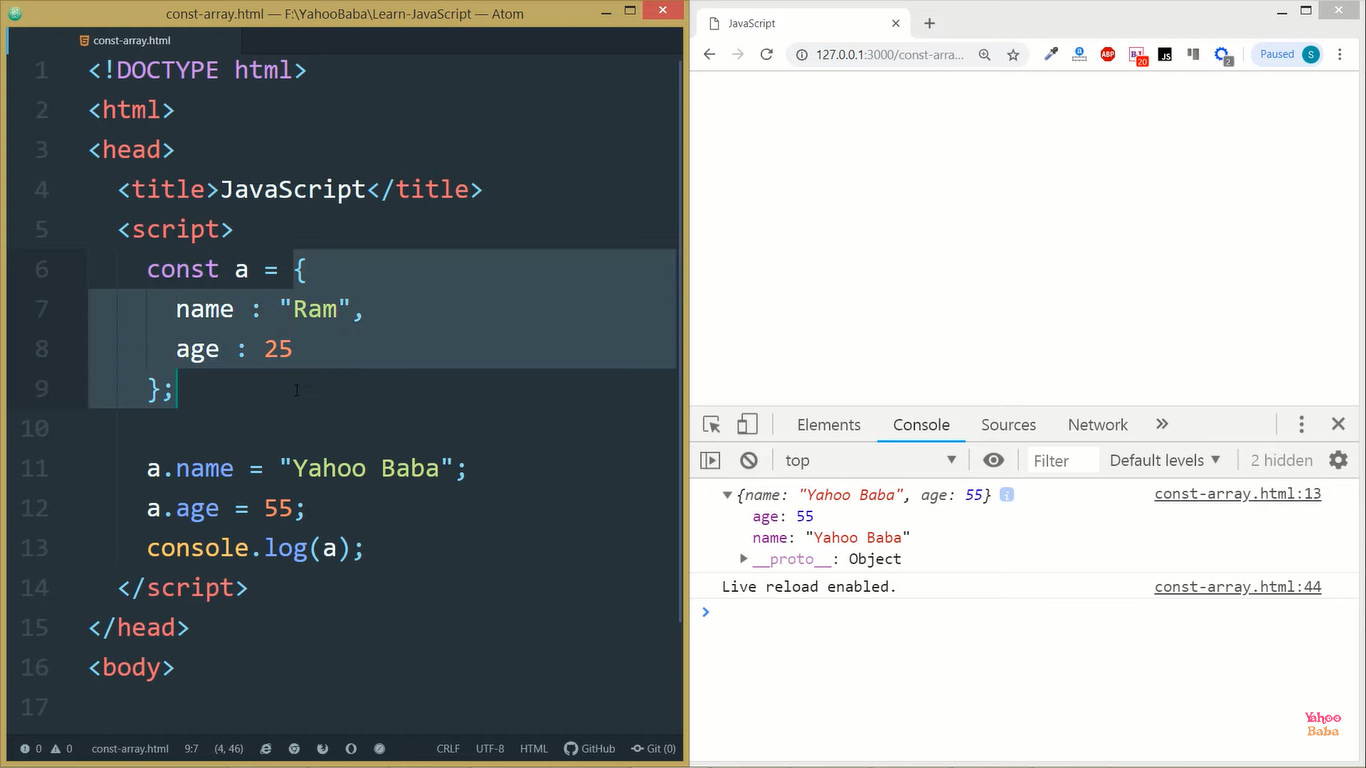 const-array.html — F:\YahooBaba\Learn-JavaScript — Atom
const-array.html
1 <!DOCTYPE html>
2 <html>
3 <head>
4 <title>JavaScript</title>
5 <script>
6 const a = {
7 name : "Ram",
8 age : 25
9 };
10
11 a.name = "Yahoo Baba";
12 a.age = 55;
13 console.log(a);
14 </script>
15 </head>
16 <body>
17
0 0 const-array.html 9:7 (4, 46) CRLF UTF-8 HTML GitHub Git (0)
JavaScript
127.0.0.1:3000/const-arra... ABP 20 JS 2 Paused S
Elements Console Sources Network »
top Filter Default levels ▼ 2 hidden
{name: "Yahoo Baba", age: 55} i const-array.html:13
age: 55
name: "Yahoo Baba"
__proto__: Object
Live reload enabled. const-array.html:44
Yahoo
Baba